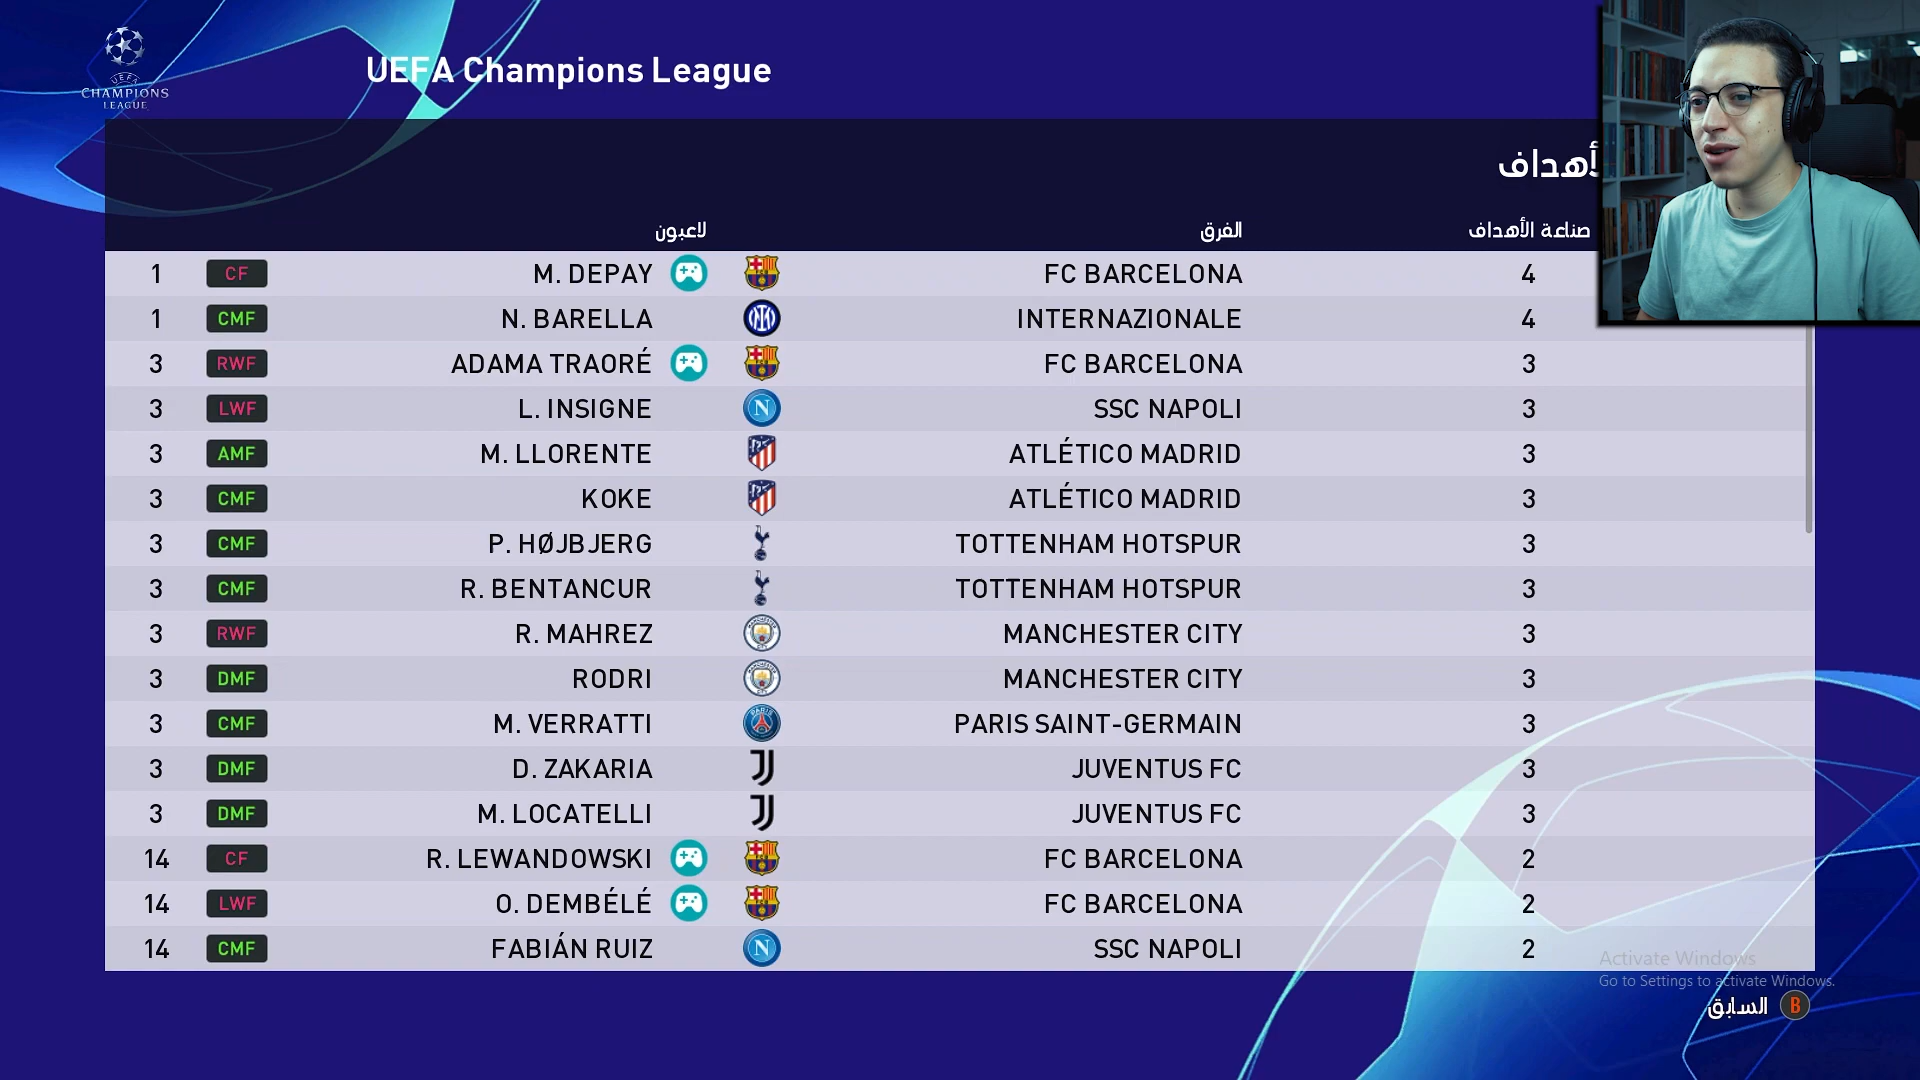 UEFA
CHAMPIONS
LEAGUE
UEFA Champions League
الأهداف
لاعبون الفرق صناعة الأهداف
1 CF M. DEPAY FC BARCELONA 4
1 CMF N. BARELLA INTERNAZIONALE 4
3 RWF ADAMA TRAORÉ FC BARCELONA 3
3 LWF L. INSIGNE N SSC NAPOLI 3
3 AMF M. LLORENTE ATLÉTICO MADRID 3
3 CMF KOKE ATLÉTICO MADRID 3
3 CMF P. HØJBJERG TOTTENHAM HOTSPUR 3
3 CMF R. BENTANCUR TOTTENHAM HOTSPUR 3
3 RWF R. MAHREZ MANCHESTER CITY 3
3 DMF RODRI MANCHESTER CITY 3
3 CMF M. VERRATTI PARIS SAINT-GERMAIN 3
3 DMF D. ZAKARIA JUVENTUS FC 3
3 DMF M. LOCATELLI JUVENTUS FC 3
14 CF R. LEWANDOWSKI FC BARCELONA 2
14 LWF O. DEMBÉLÉ FC BARCELONA 2
14 CMF FABIÁN RUIZ N SSC NAPOLI 2
Activate Windows
Go to Settings to activate Windows.
السابق B